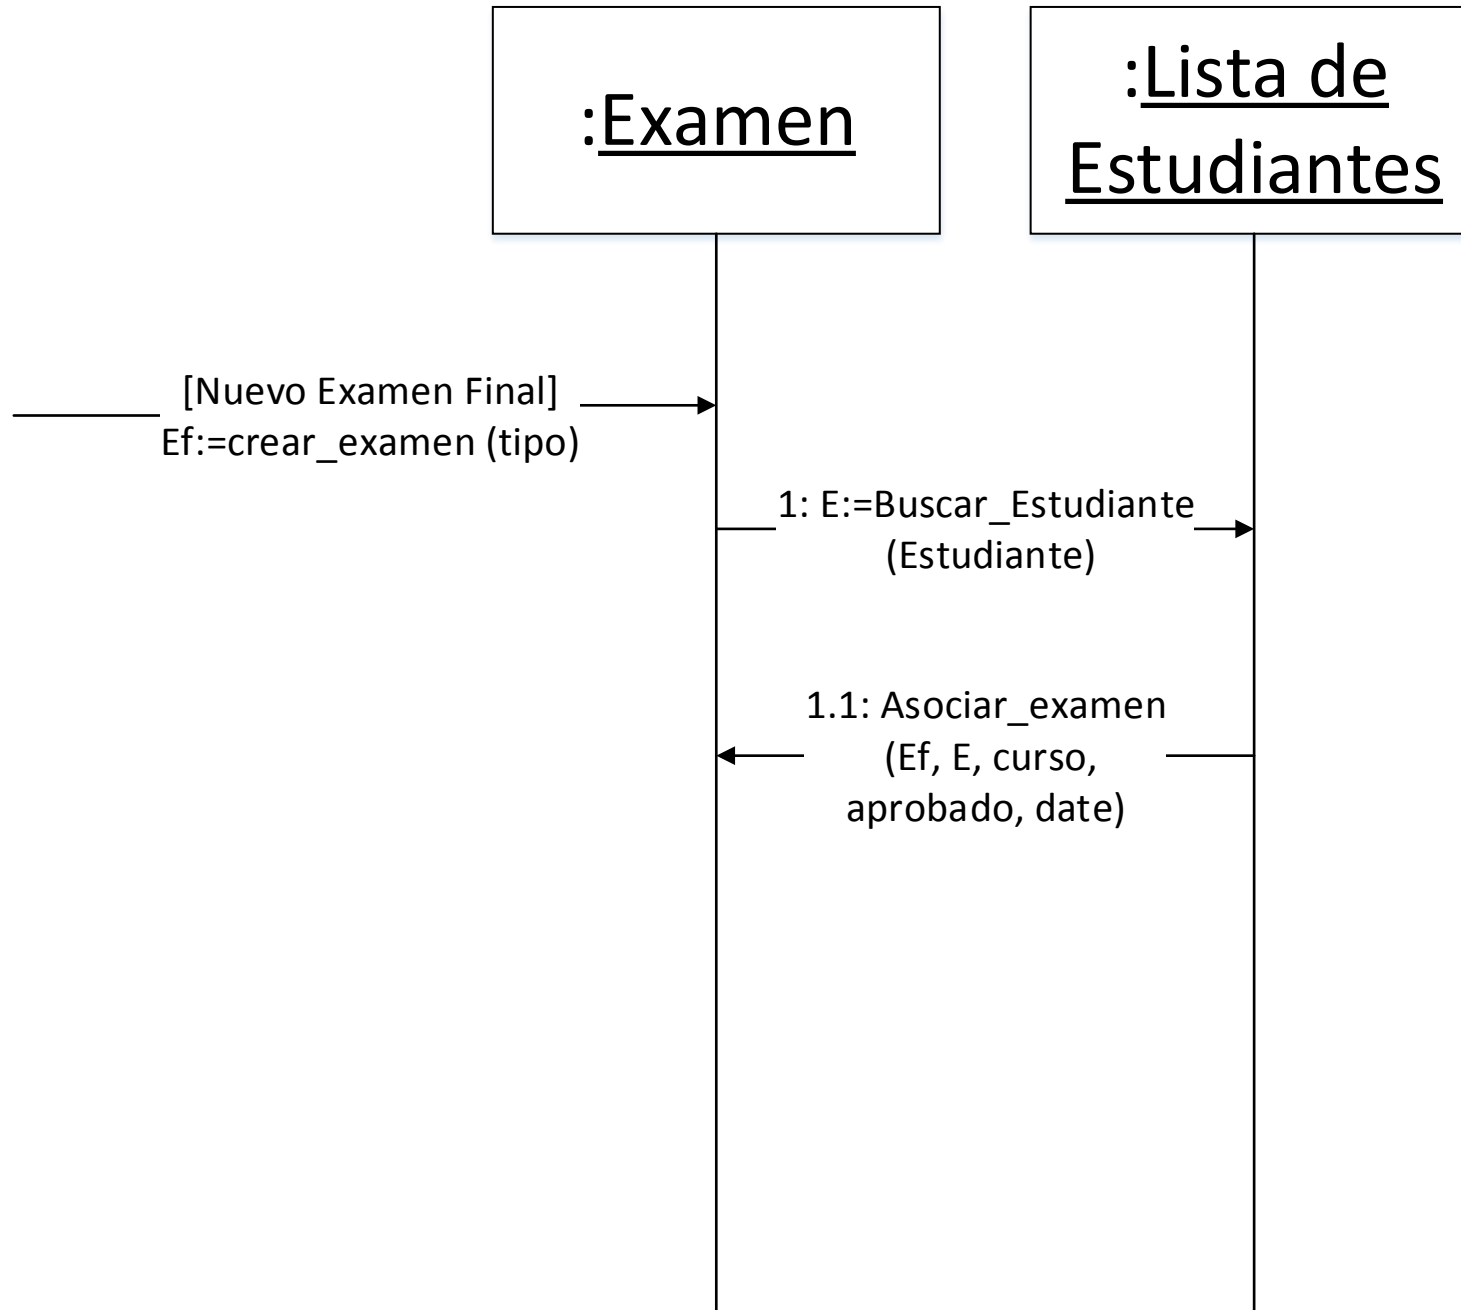 :Examen
:Lista de
Estudiantes
[Nuevo Examen Final]
Ef:=crear_examen (tipo)
1: E:=Buscar_Estudiante
(Estudiante)
1.1: Asociar_examen
(Ef, E, curso,
aprobado, date)